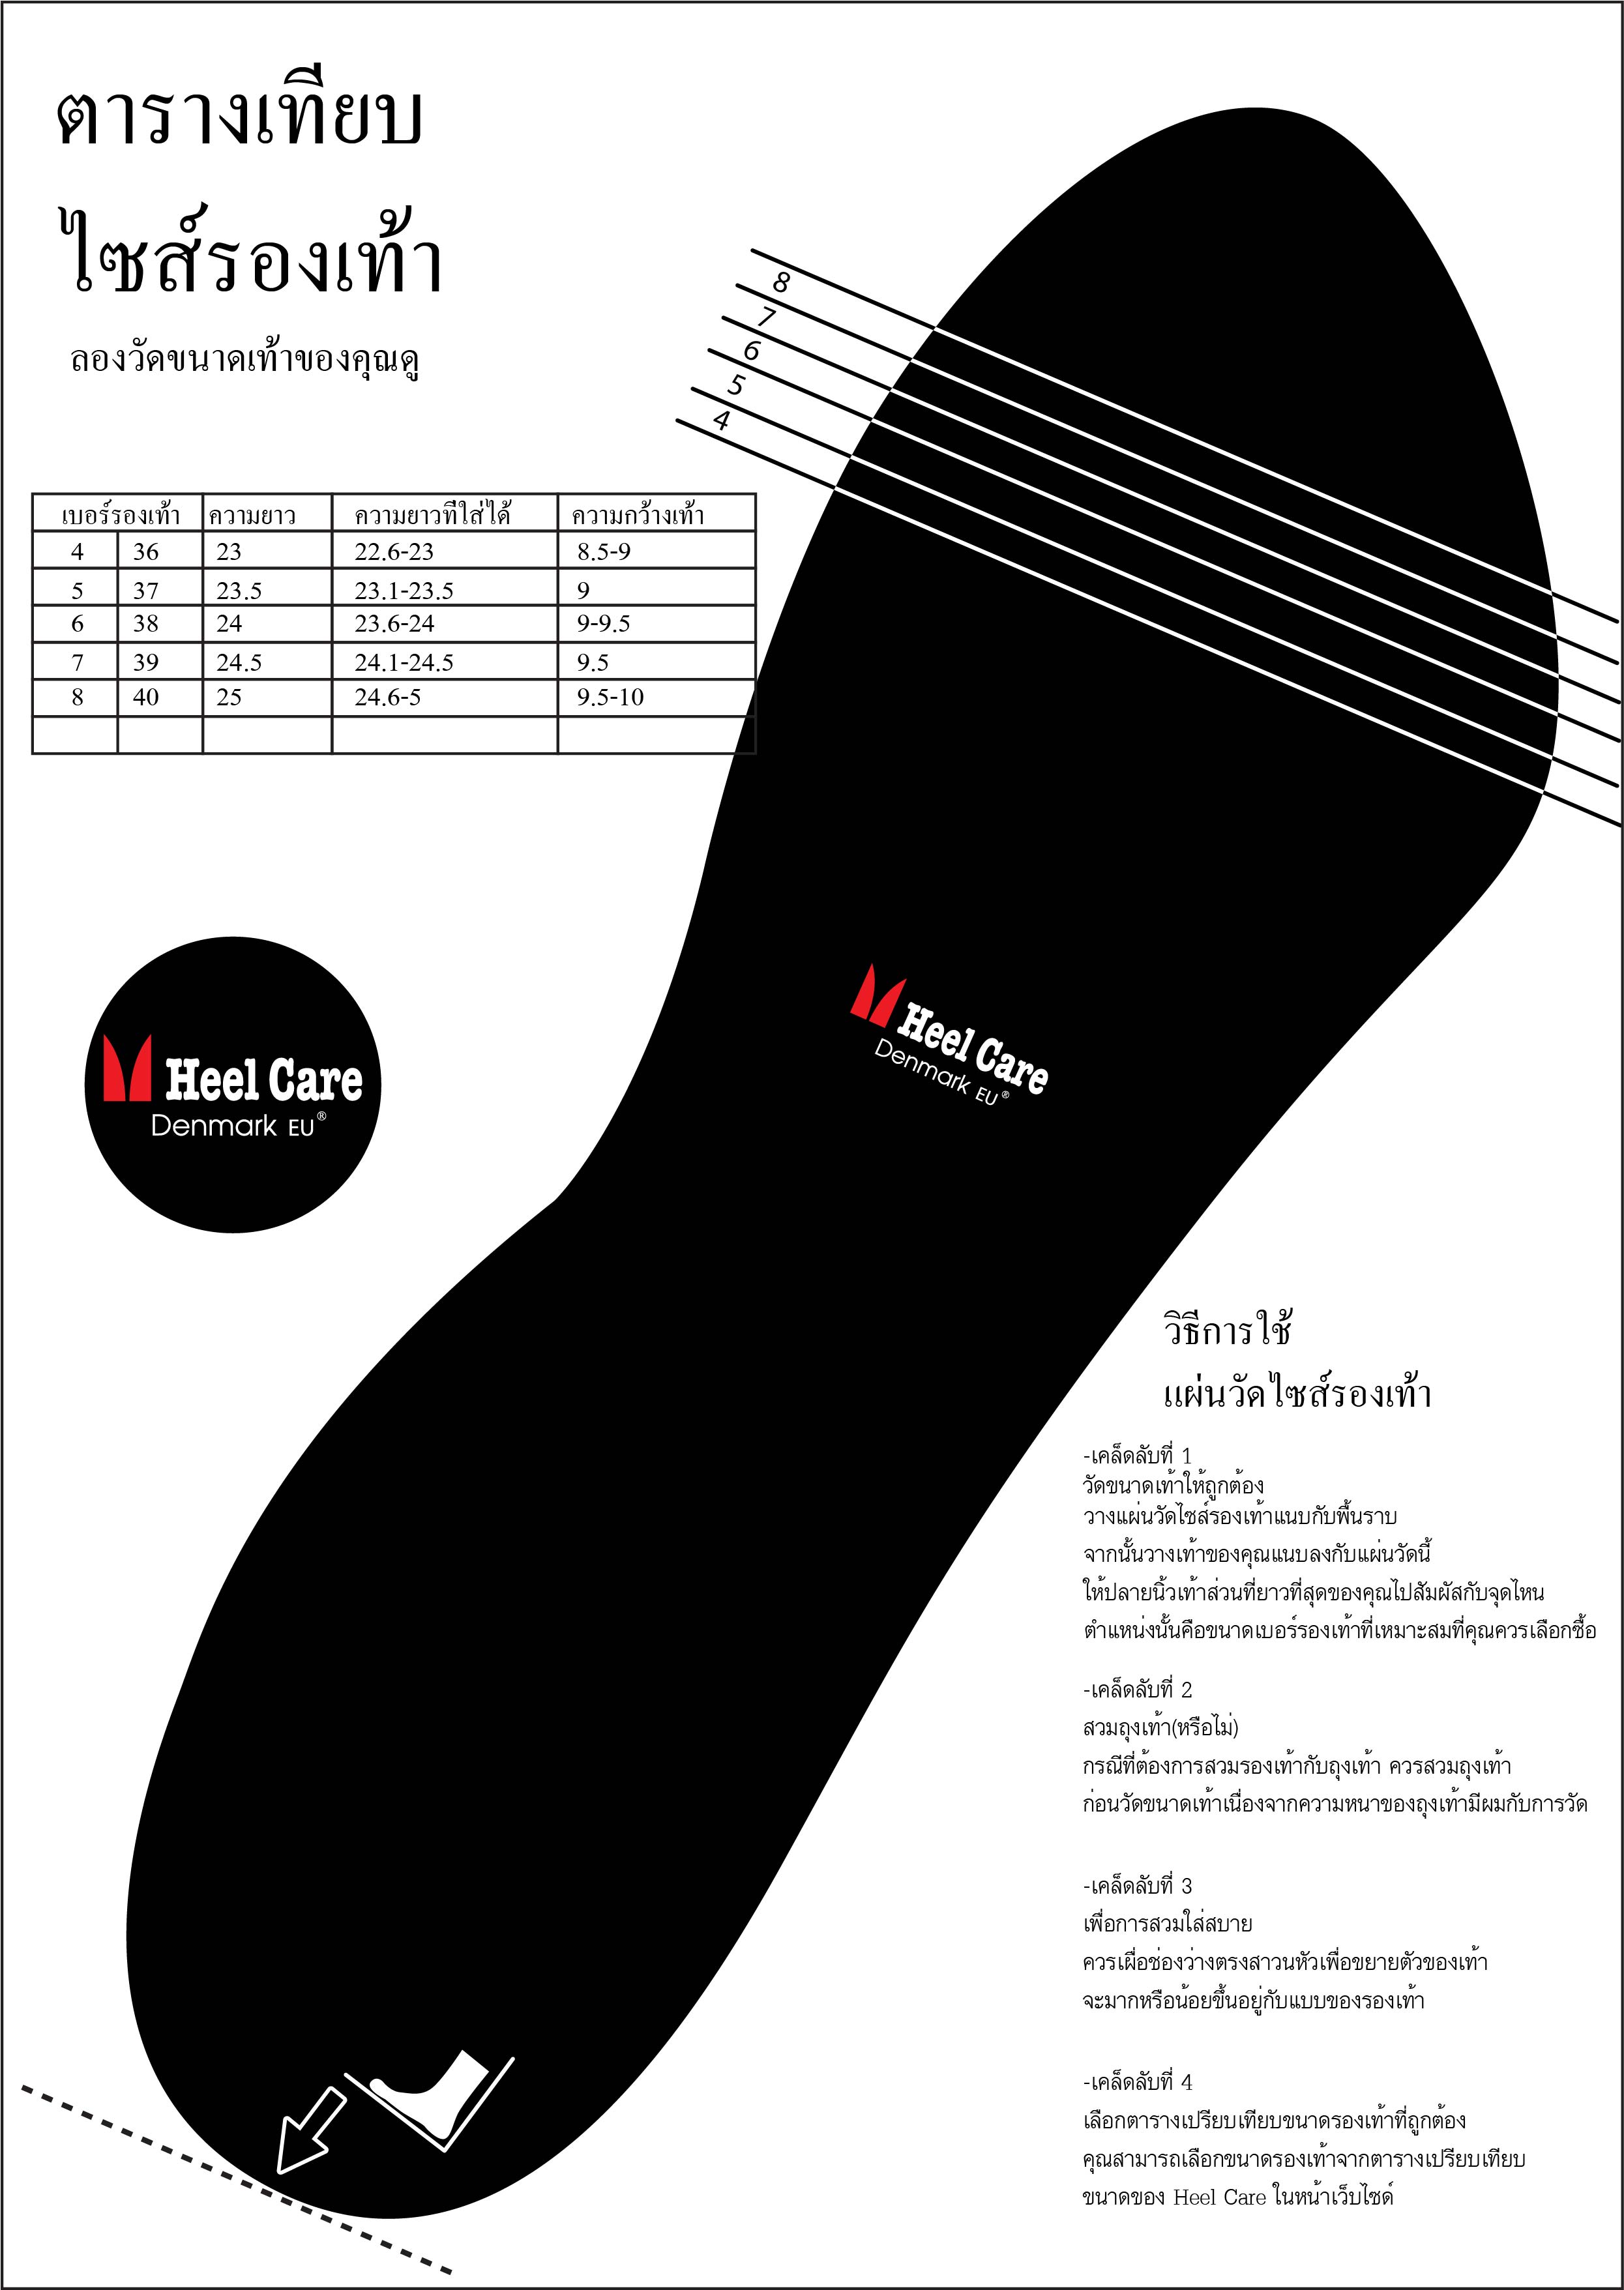 ตารางเทียบ
ไซส์รองเท้า
ลองวัดขนาดเท้าของคุณดู
8
7
6
5
4
เบอร์รองเท้า ความยาว ความยาวที่ใส่ได้ ความกว้างเท้า
4 36 23 22.6-23 8.5-9
5 37 23.5 23.1-23.5 9
6 38 24 23.6-24 9-9.5
7 39 24.5 24.1-24.5 9.5
8 40 25 24.6-5 9.5-10
Heel Care
Denmark EU®
Heel Care
Denmark EU®
วิธีการใช้
แผ่นวัดไซส์รองเท้า
-เคล็ดลับที่ 1
วัดขนาดเท้าให้ถูกต้อง
วางแผ่นวัดไซส์รองเท้าแนบกับพื้นราบ
จากนั้นวางเท้าของคุณแนบลงกับแผ่นวัดนี้
ให้ปลายนิ้วเท้าส่วนที่ยาวที่สุดของคุณไปสัมผัสกับจุดไหน
ตำแหน่งนั้นคือขนาดเบอร์รองเท้าที่เหมาะสมที่คุณควรเลือกซื้อ
-เคล็ดลับที่ 2
สวมถุงเท้า(หรือไม่)
กรณีที่ต้องการสวมรองเท้ากับถุงเท้า ควรสวมถุงเท้า
ก่อนวัดขนาดเท้าเนื่องจากความหนาของถุงเท้ามีผมกับการวัด
-เคล็ดลับที่ 3
เพื่อการสวมใส่สบาย
ควรเผื่อช่องว่างตรงสาวนหัวเพื่อขยายตัวของเท้า
จะมากหรือน้อยขึ้นอยู่กับแบบของรองเท้า
-เคล็ดลับที่ 4
เลือกตารางเปรียบเทียบขนาดรองเท้าที่ถูกต้อง
คุณสามารถเลือกขนาดรองเท้าจากตารางเปรียบเทียบ
ขนาดของ Heel Care ในหน้าเว็บไซด์